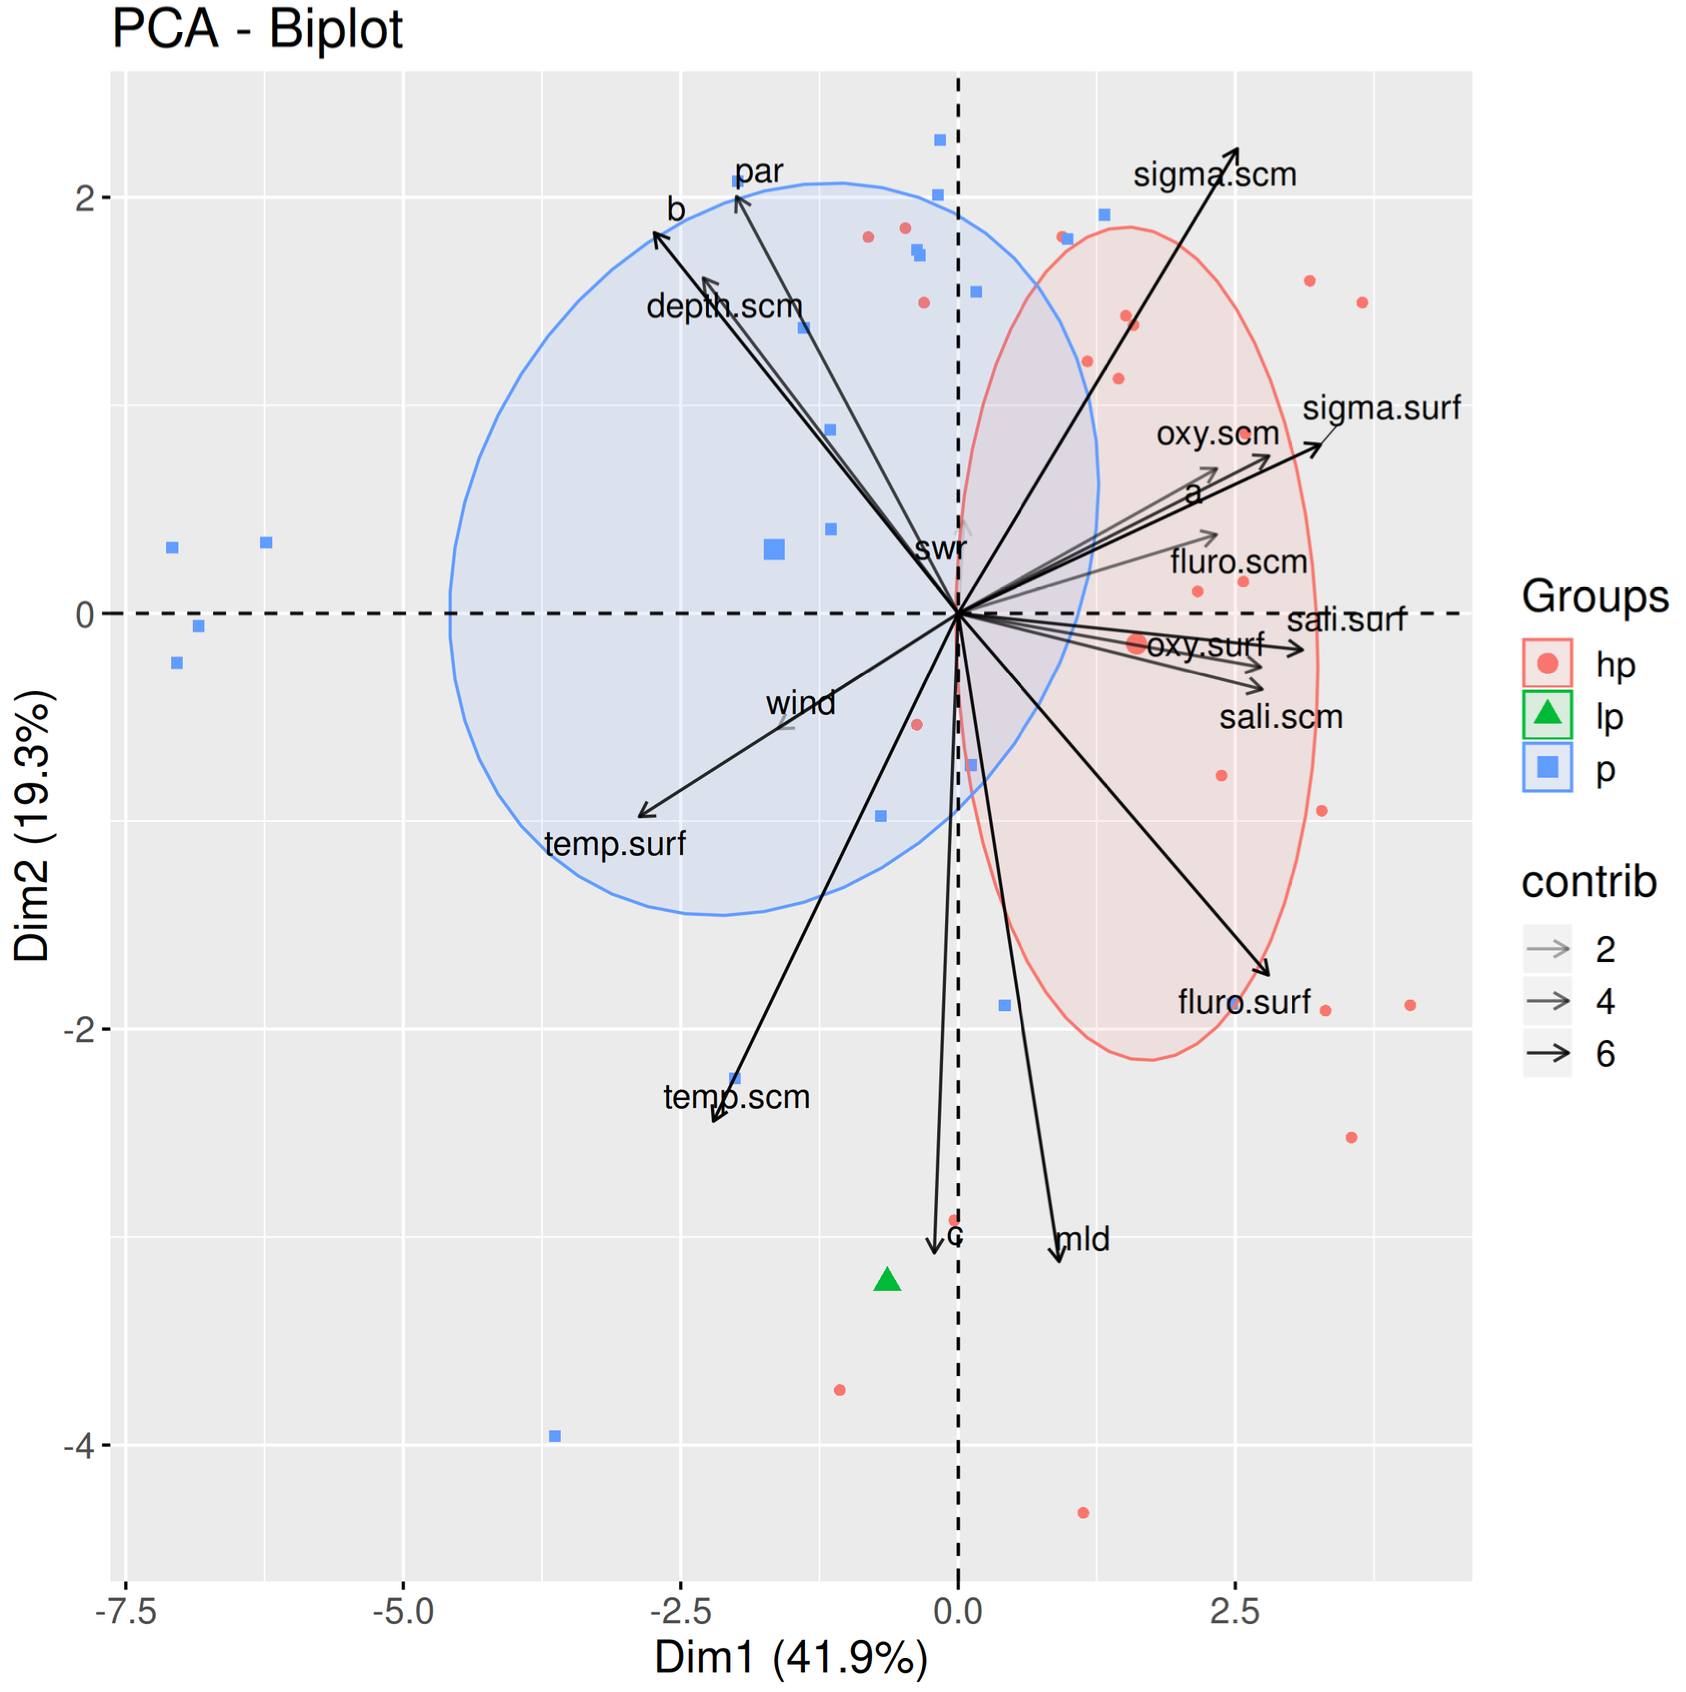 PCA - Biplot
par
sigma.scm
b
2
depth.scm
sigma.surf
oxy.scm
a
swr
fluro.scm
Groups
0
sali.surf
oxy.surf
hp
wind
sali.scm
lp
p
temp.surf
Dim2 (19.3%)
contrib
2
fluro.surf
4
-2
6
temp.scm
c
mld
-4
-7.5
-5.0
-2.5
0.0
2.5
Dim1 (41.9%)